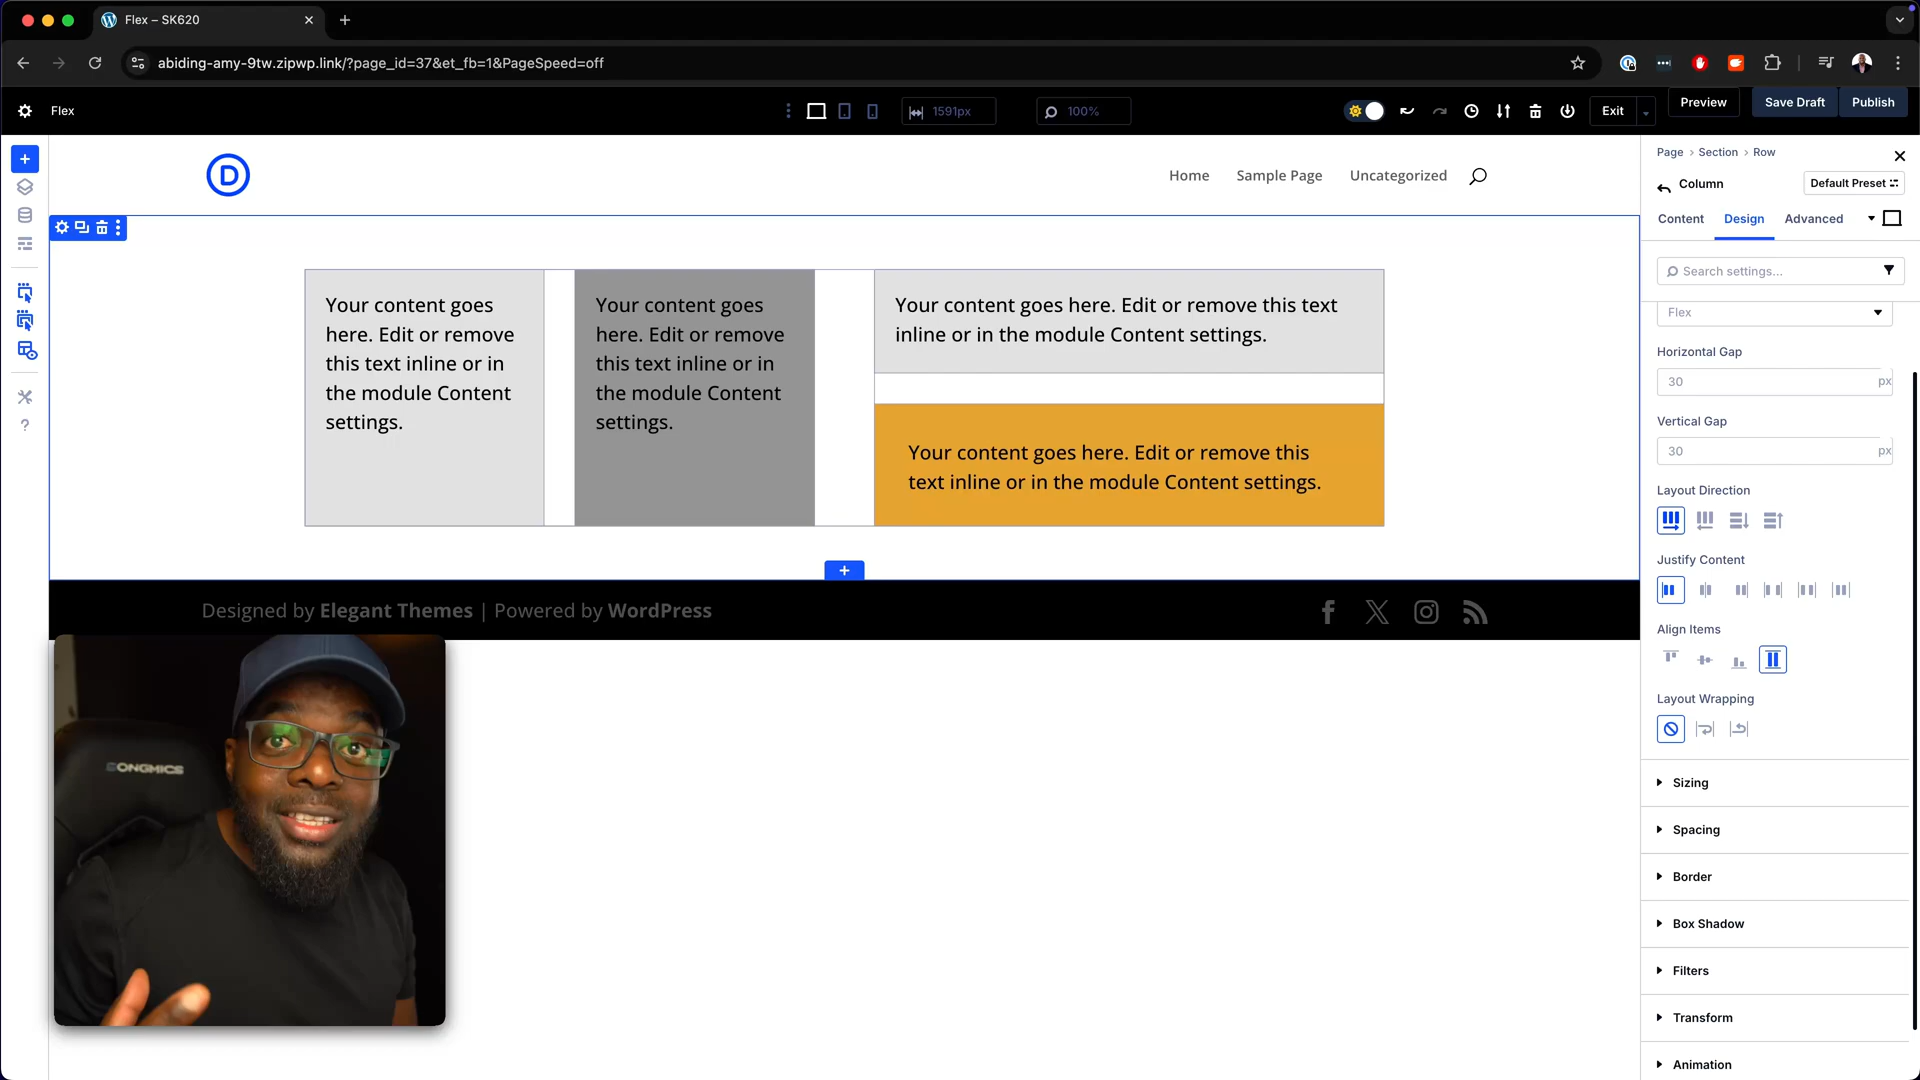 Flex – SK620
abiding-amy-9tw.zipwp.link/?page_id=37&et_fb=1&PageSpeed=off
Flex
1591px
100%
Exit
Preview
Save Draft
Publish
D
Home
Sample Page
Uncategorized
Your content goes
here. Edit or remove
this text inline or in
the module Content
settings.
Your content goes
here. Edit or remove
this text inline or in
the module Content
settings.
Your content goes here. Edit or remove this text
inline or in the module Content settings.
Your content goes here. Edit or remove this
text inline or in the module Content settings.
Designed by Elegant Themes | Powered by WordPress
SONGMICS
Page > Section > Row
Column
Default Preset
Content
Design
Advanced
Search settings...
Flex
Horizontal Gap
30
px
Vertical Gap
30
px
Layout Direction
Justify Content
Align Items
Layout Wrapping
Sizing
Spacing
Border
Box Shadow
Filters
Transform
Animation